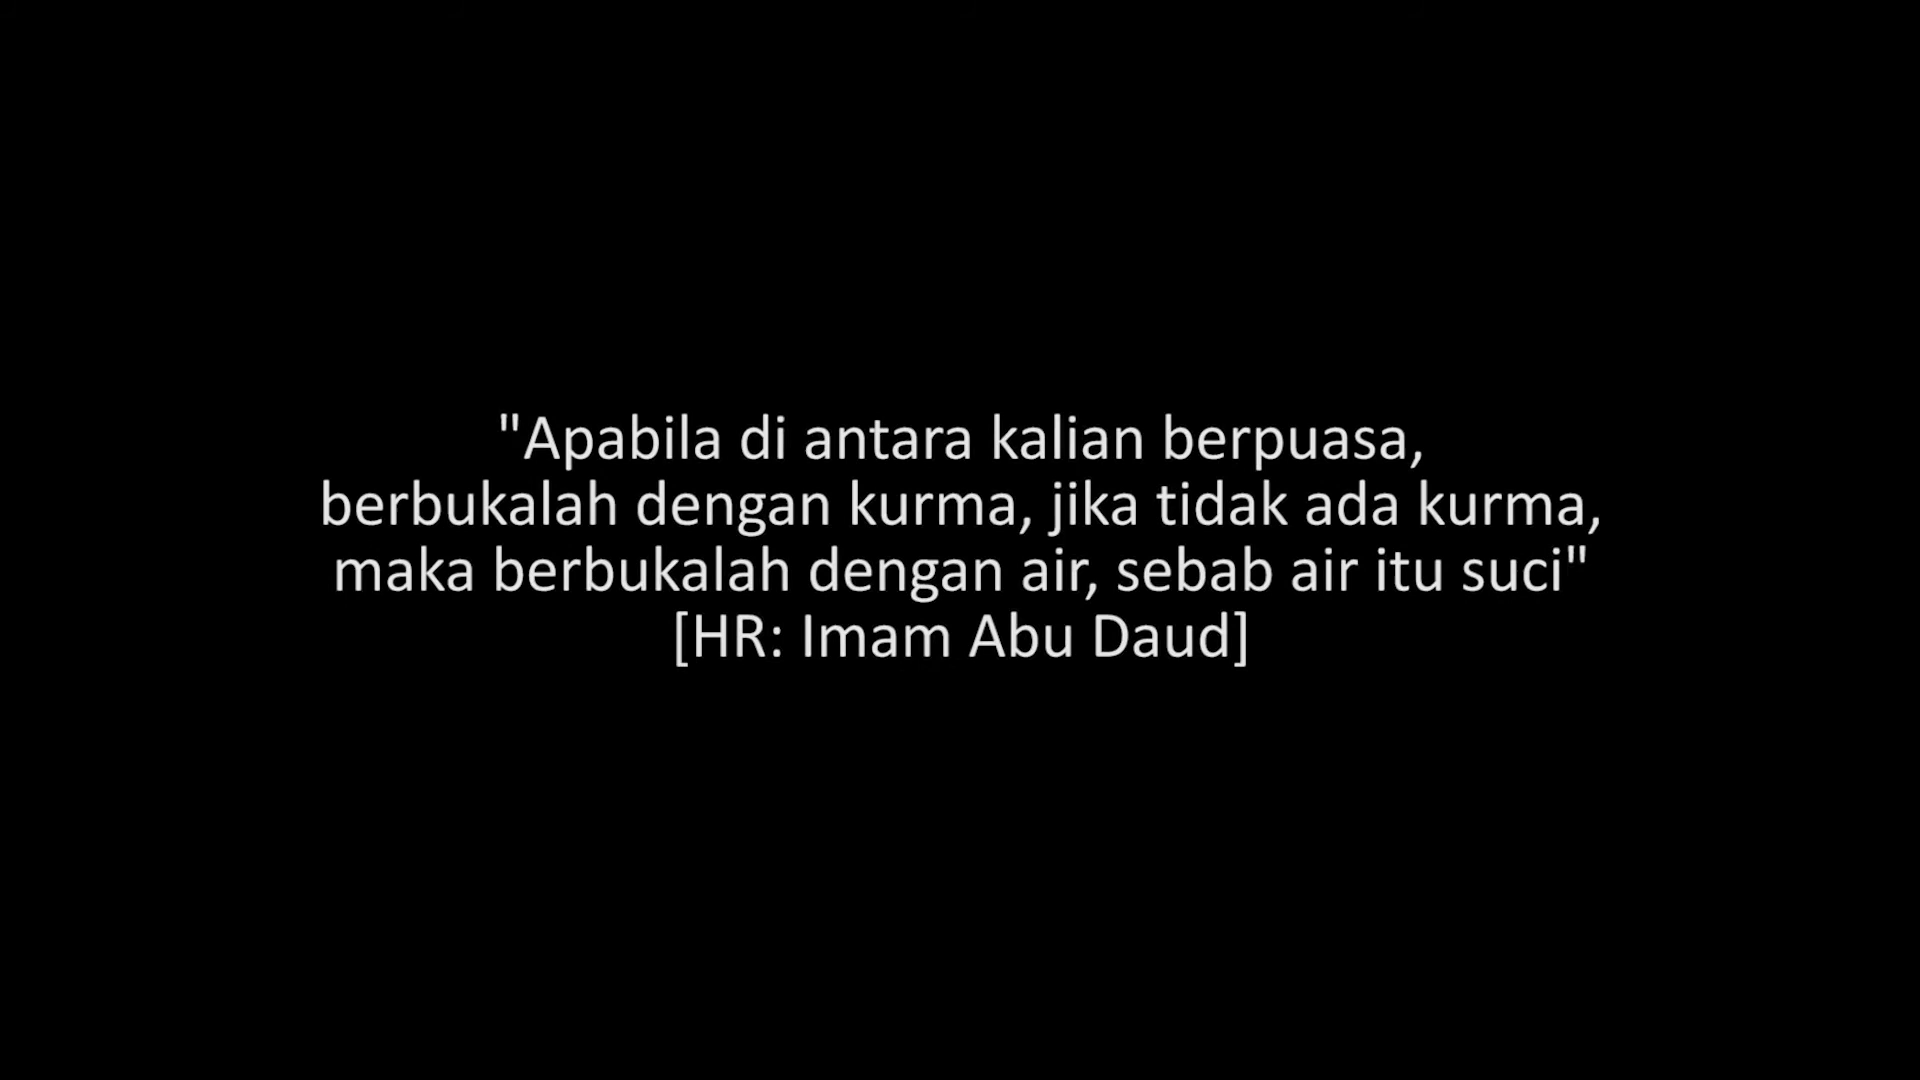 "Apabila di antara kalian berpuasa,
berbukalah dengan kurma, jika tidak ada kurma,
maka berbukalah dengan air, sebab air itu suci"
[HR: Imam Abu Daud]